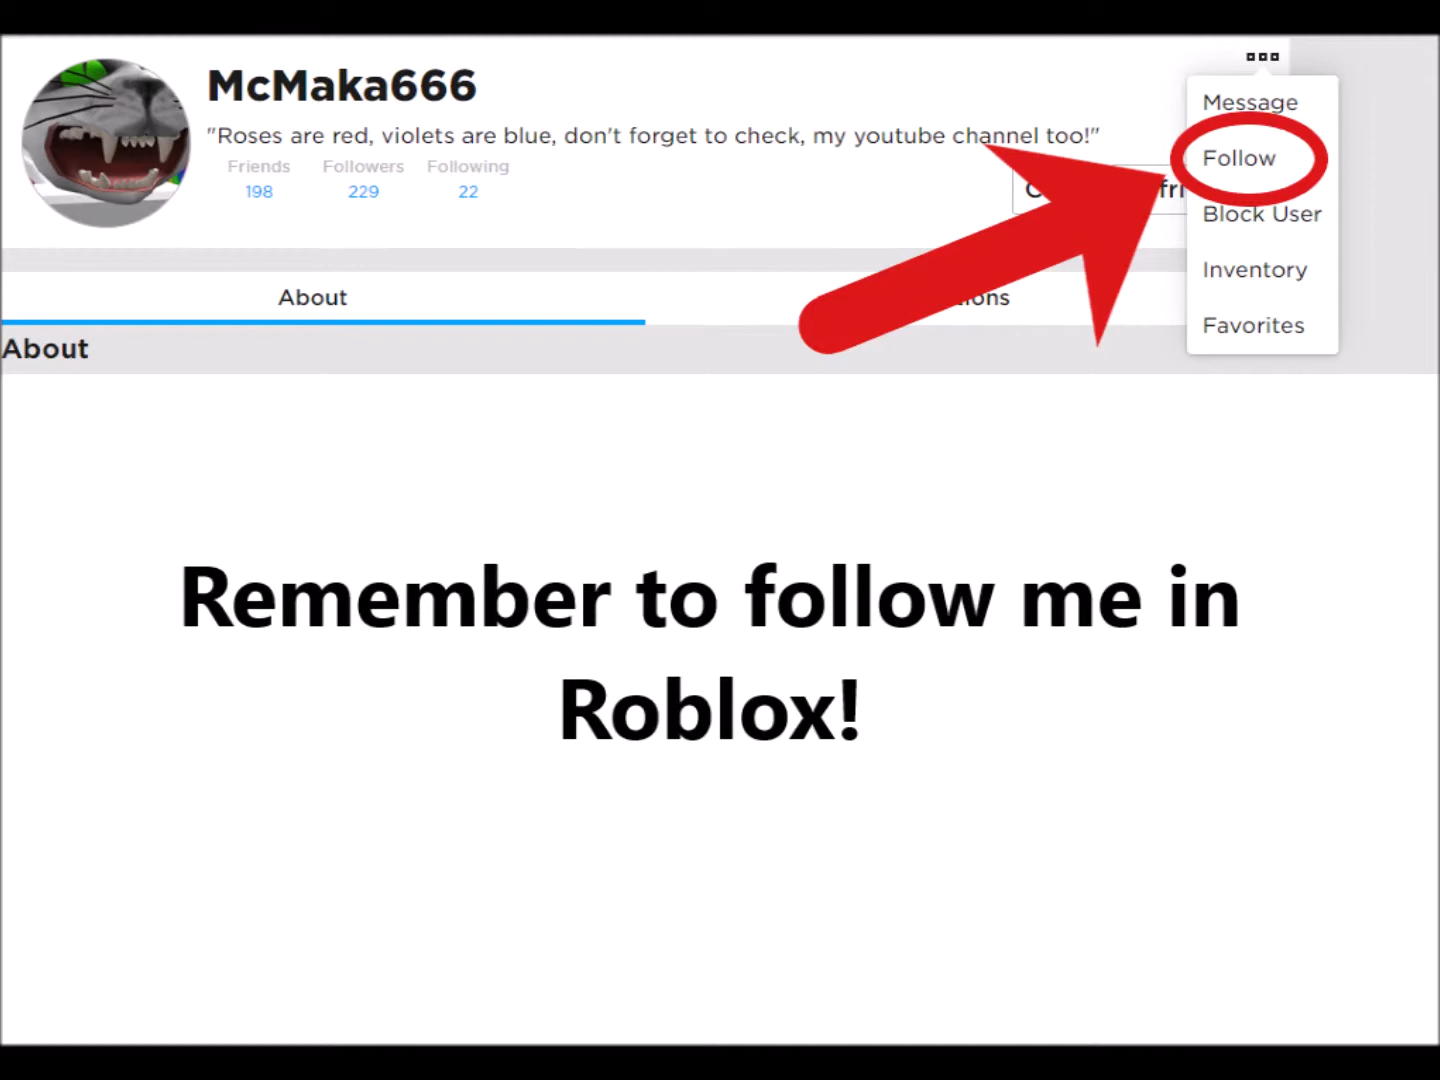 McMaka666
"Roses are red, violets are blue, don't forget to check, my youtube channel too!"
Friends Followers Following
198 229 22
Message
Follow
Block User
Inventory
Favorites
About
About
Remember to follow me in
Roblox!